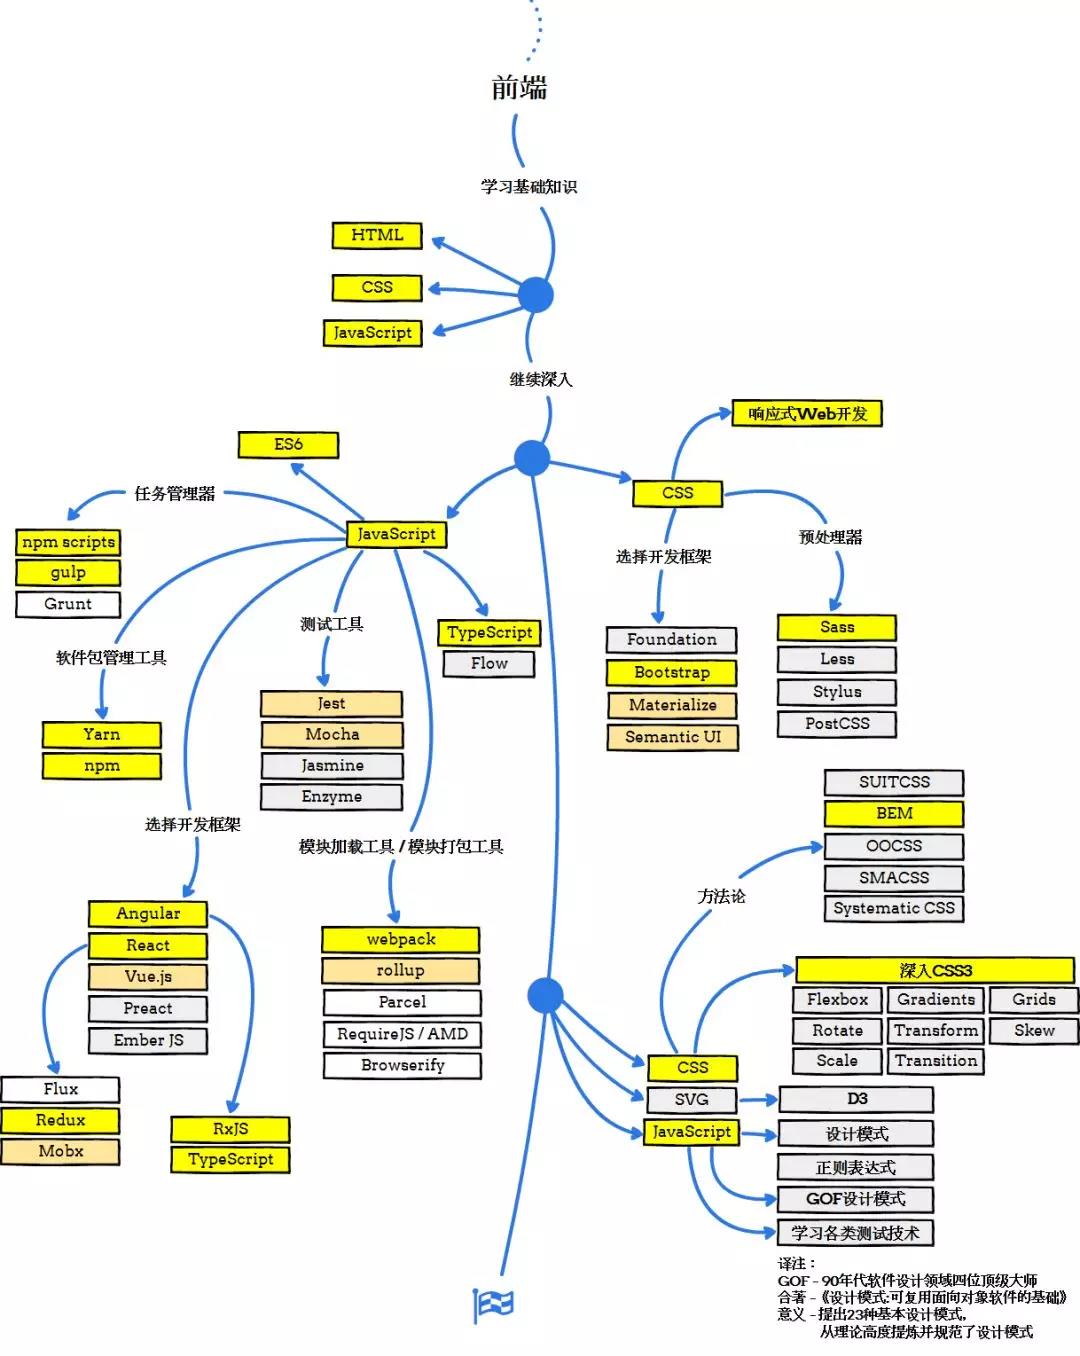 前端
学习基础知识
HTML
CSS
JavaScript
继续深入
响应式Web开发
ES6
CSS
任务管理器
JavaScript
预处理器
npm scripts
gulp
Grunt
选择开发框架
测试工具
TypeScript
Flow
软件包管理工具
Foundation
Bootstrap
Materialize
Semantic UI
Sass
Less
Stylus
PostCSS
Yarn
npm
Jest
Mocha
Jasmine
Enzyme
选择开发框架
模块加载工具 / 模块打包工具
SUITCSS
BEM
OOCSS
SMACSS
Systematic CSS
方法论
Angular
React
Vue.js
Preact
Ember JS
webpack
rollup
Parcel
RequireJS / AMD
Browserify
深入CSS3
Flexbox Gradients Grids
Rotate Transform Skew
Scale Transition
Flux
Redux
Mobx
RxJS
TypeScript
CSS
SVG
JavaScript
D3
设计模式
正则表达式
GOF设计模式
学习各类测试技术
译注：
GOF - 90年代软件设计领域四位顶级大师
合著 -《设计模式:可复用面向对象软件的基础》
意义 - 提出23种基本设计模式，
从理论高度提炼并规范了设计模式